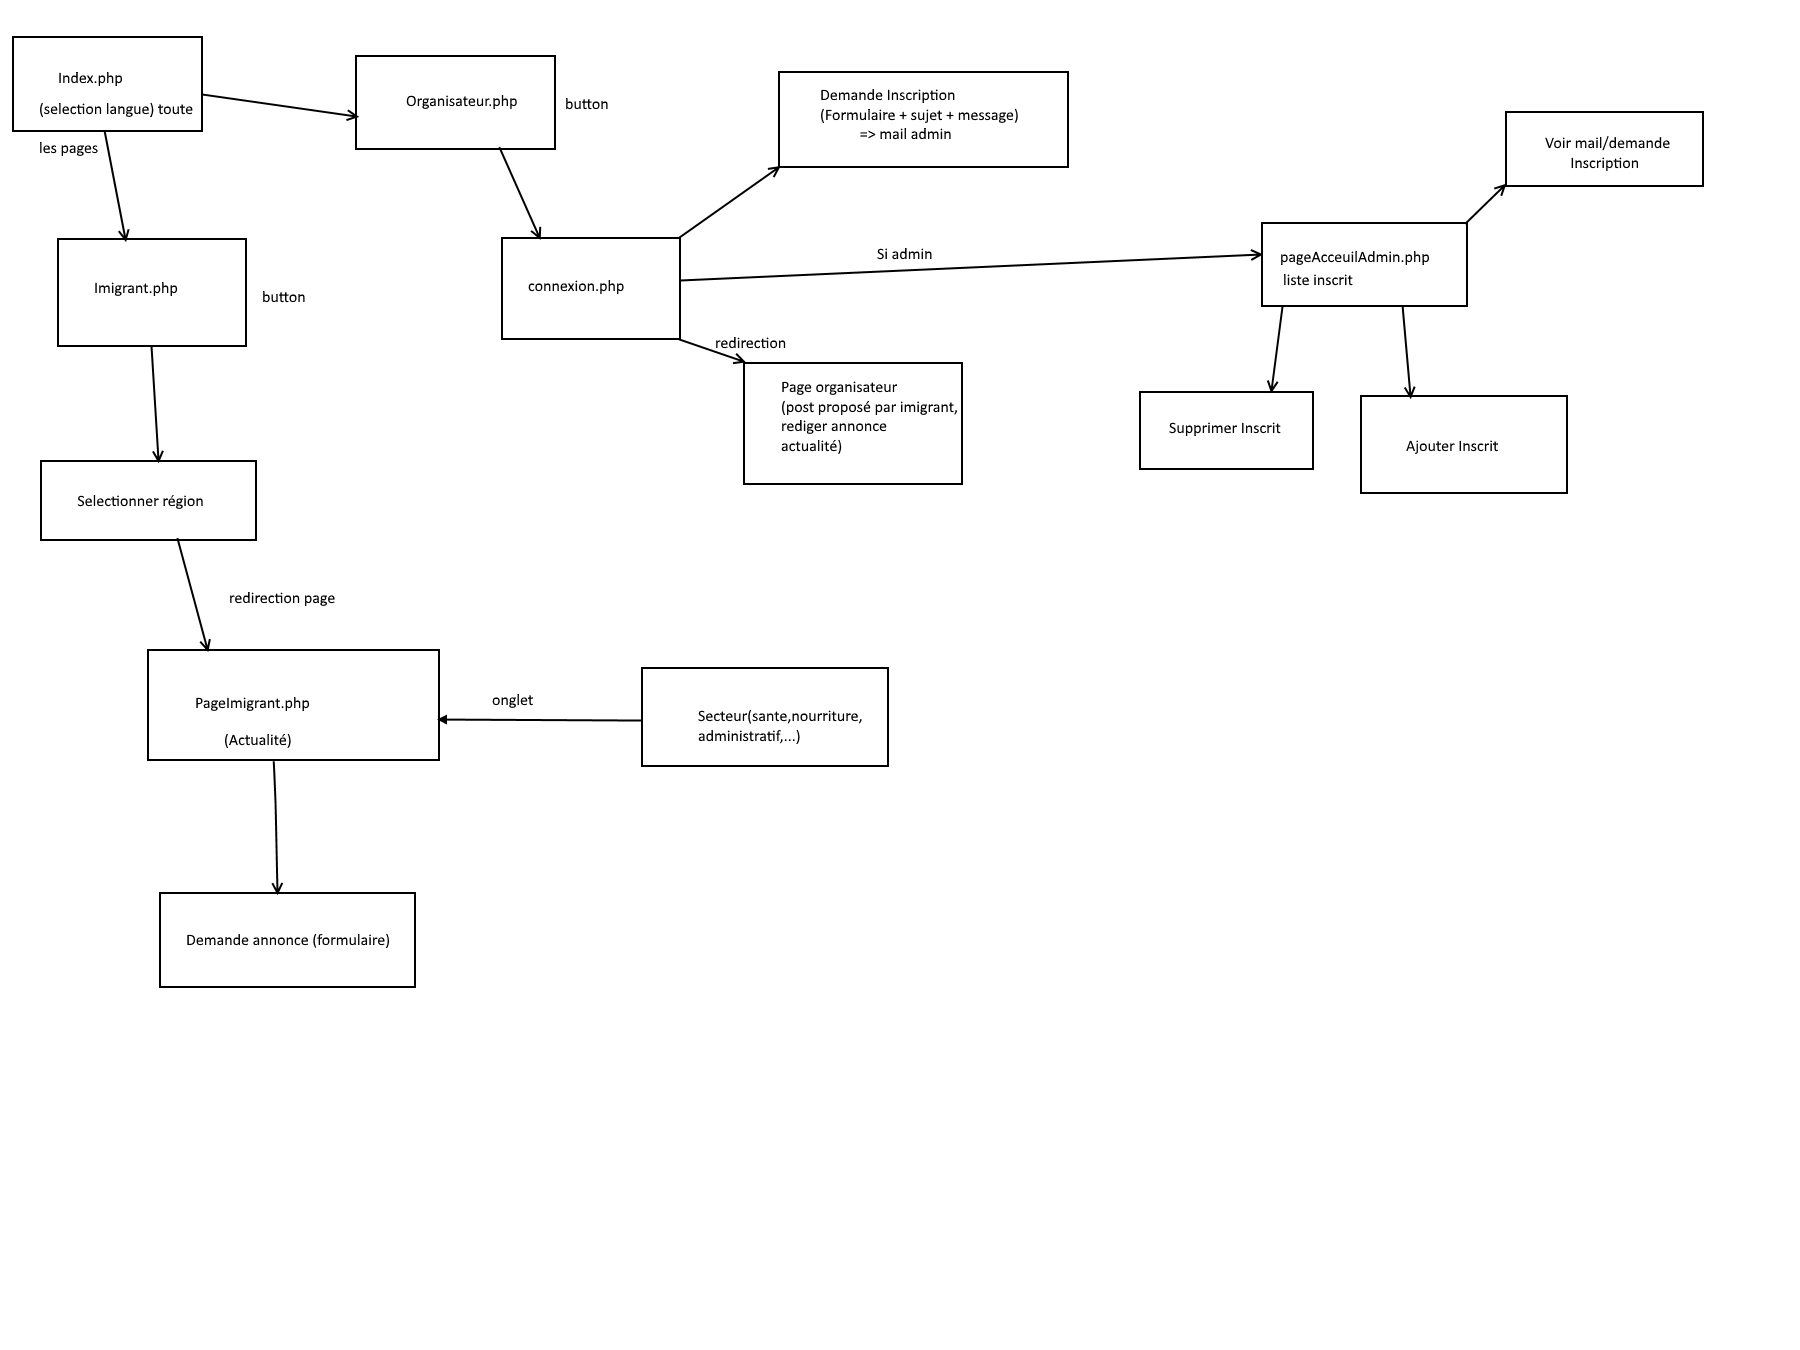 Index.php
(selection langue) toute
les pages
Organisateur.php
button
Demande Inscription
(Formulaire + sujet + message)
=> mail admin
Voir mail/demande
Inscription
Imigrant.php
button
connexion.php
Si admin
pageAcceuilAdmin.php
liste inscrit
redirection
Page organisateur
(post proposé par imigrant,
rediger annonce
actualité)
Supprimer Inscrit
Ajouter Inscrit
Selectionner région
redirection page
PageImigrant.php
(Actualité)
onglet
Secteur(sante,nourriture,
administratif,...)
Demande annonce (formulaire)